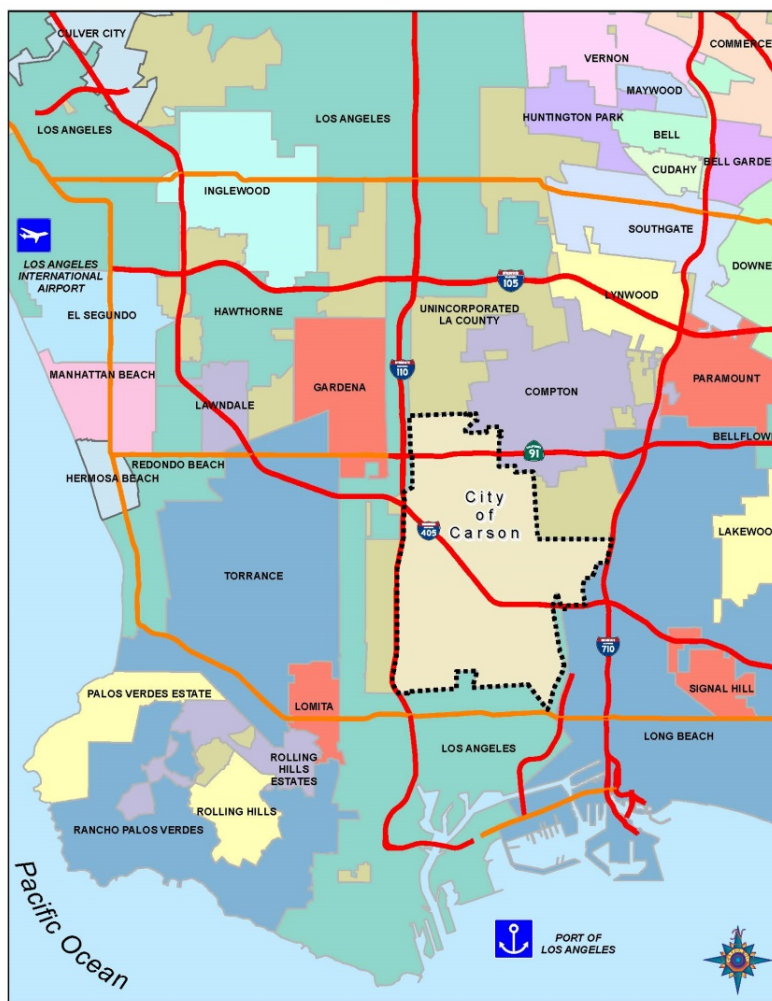 CULVER CITY
COMMERCE
VERNON
MAYWOOD
LOS ANGELES
LOS ANGELES
HUNTINGTON PARK
BELL
BELL GARDE
CUDAHY
INGLEWOOD
SOUTHGATE
LOS ANGELES
INTERNATIONAL
AIRPORT
DOWNE
105
LYNWOOD
EL SEGUNDO
HAWTHORNE
UNINCORPORATED
LA COUNTY
110
MANHATTAN BEACH
GARDENA
COMPTON
PARAMOUNT
LAWNDALE
BELLFLOW
91
REDONDO BEACH
HERMOSA BEACH
City
of
Carson
405
LAKEWOO
TORRANCE
710
PALOS VERDES ESTATE
LOMITA
SIGNAL HILL
LONG BEACH
LOS ANGELES
ROLLING
HILLS
ESTATES
ROLLING HILLS
RANCHO PALOS VERDES
Pacific Ocean
PORT OF
LOS ANGELES